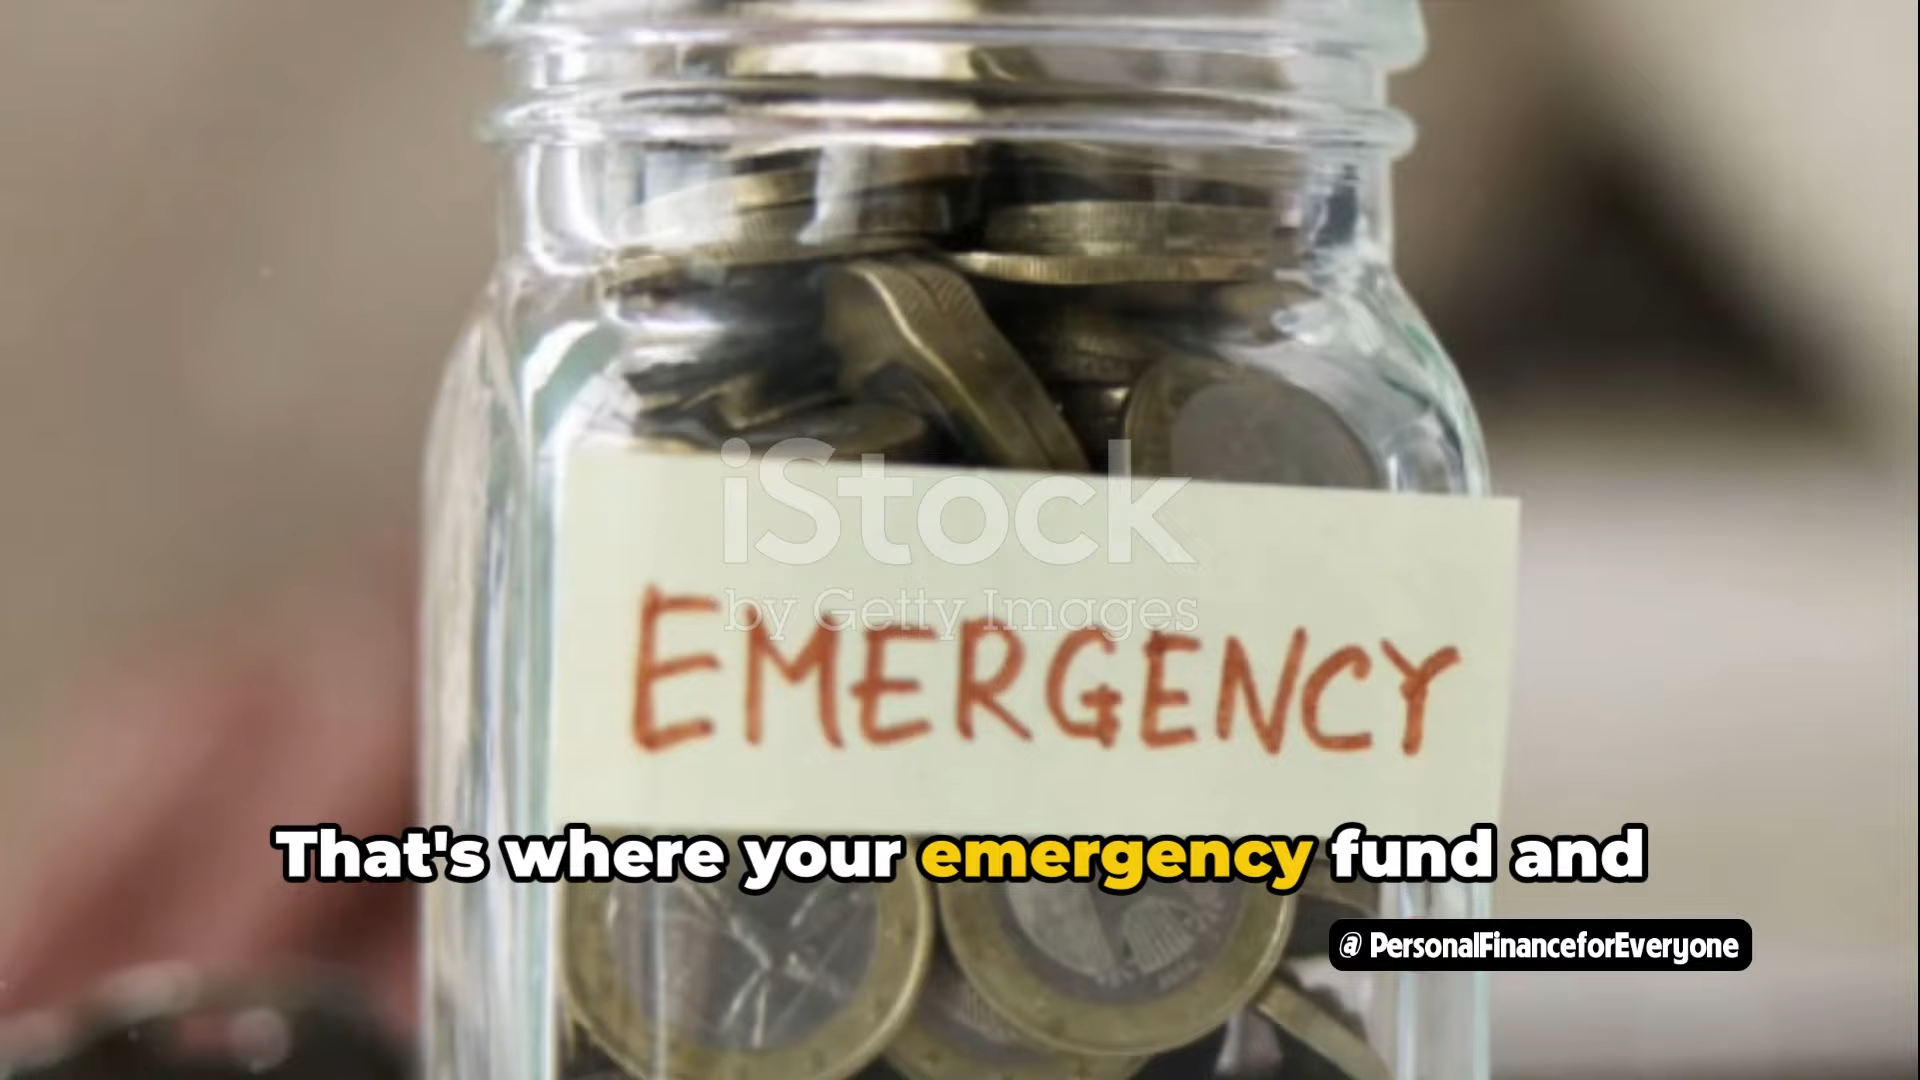 iStock
by Getty Images
EMERGENCY
That's where your emergency fund and
@ PersonalFinanceforEveryone